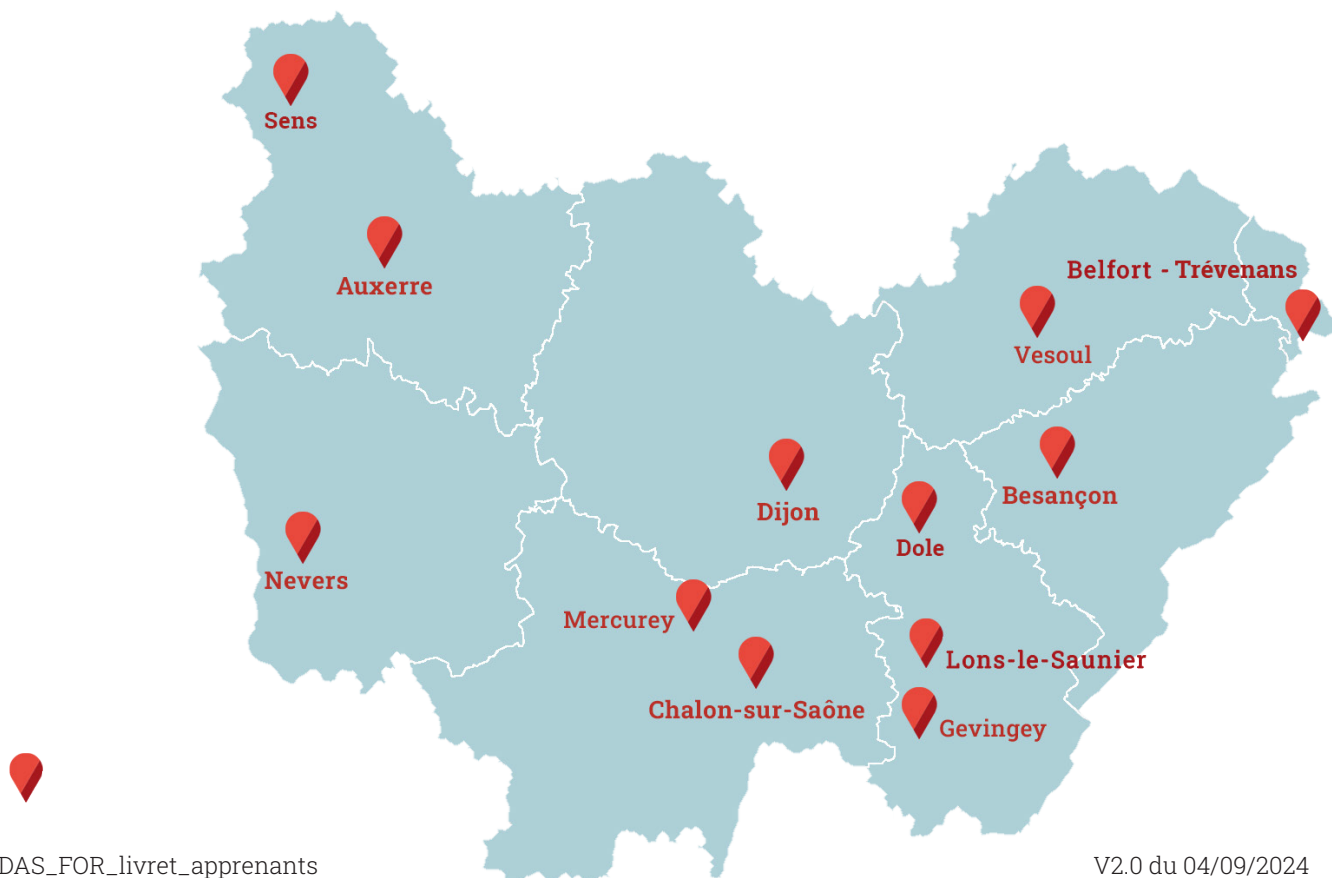 Sens
Auxerre
Belfort - Trévenans
Vesoul
Besançon
Dijon
Dole
Nevers
Mercurey
Lons-le-Saunier
Chalon-sur-Saône
Gevingey
DAS_FOR_livret_apprenants
V2.0 du 04/09/2024